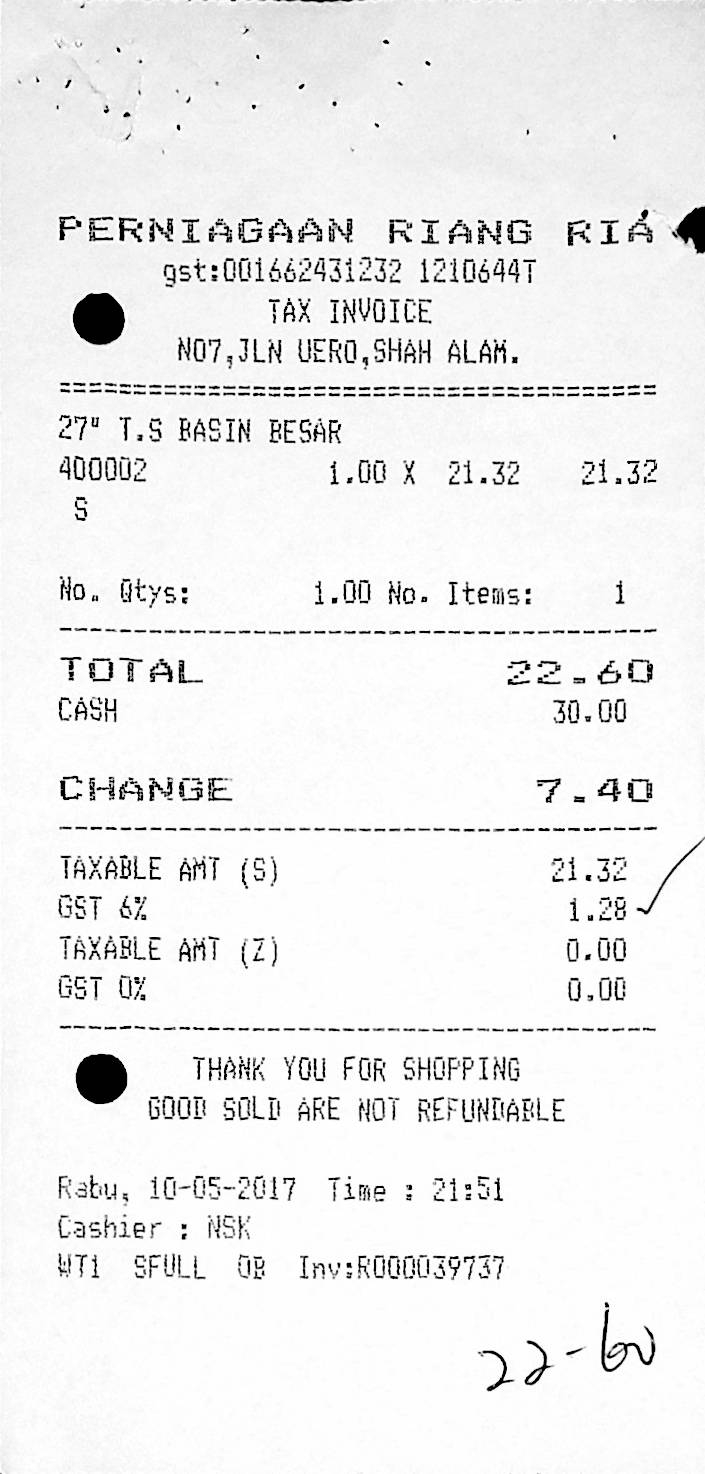 PERNIAGAAN RIANG RIA
gst:001662431232 1210644T
TAX INVOICE
NO7,JLN UERO,SHAH ALAM.
========================================
27" T.S BASIN BESAR
400002 1.00 X 21.32 21.32
S
No. Qtys: 1.00 No. Items: 1
----------------------------------------
TOTAL 22.60
CASH 30.00
CHANGE 7.40
----------------------------------------
TAXABLE AMT (S) 21.32
GST 6% 1.28
TAXABLE AMT (Z) 0.00
GST 0% 0.00
----------------------------------------
THANK YOU FOR SHOPPING
GOOD SOLD ARE NOT REFUNDABLE
Rabu, 10-05-2017 Time : 21:51
Cashier : NSK
WT1 SFULL OB Inv:R000039737
22-60